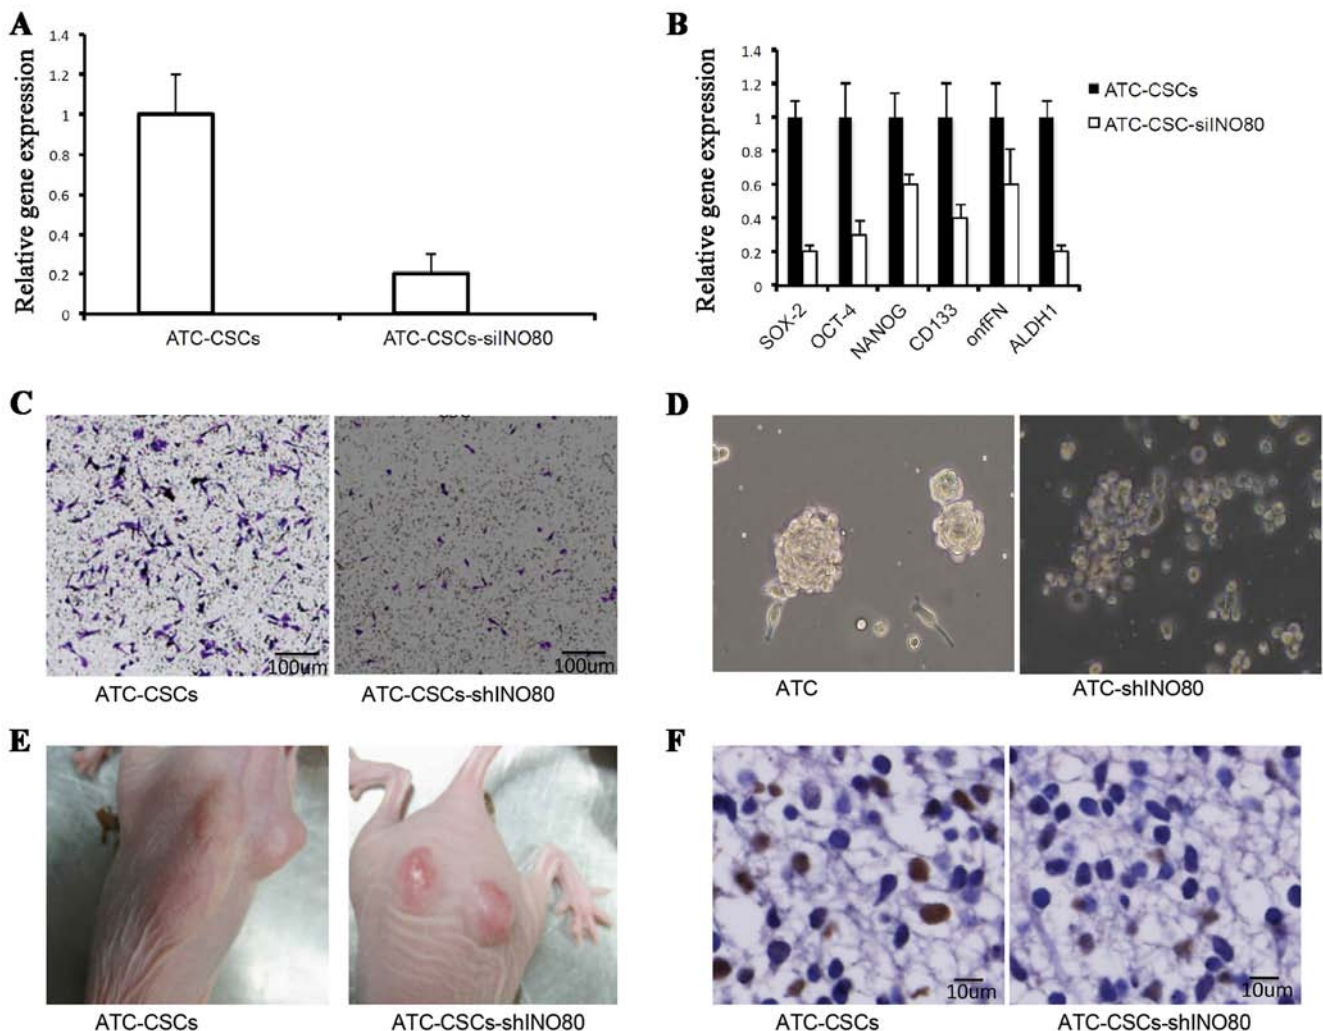 A
Relative gene expression
1.4
1.2
1
0.8
0.6
0.4
0.2
0
ATC-CSCs
ATC-CSCs-siINO80
B
Relative gene expression
1.4
1.2
1
0.8
0.6
0.4
0.2
0
SOX-2
OCT-4
NANOG
CD133
onfFN
ALDH1
ATC-CSCs
ATC-CSC-siINO80
C
100um
100um
ATC-CSCs
ATC-CSCs-shINO80
D
ATC
ATC-shINO80
E
ATC-CSCs
ATC-CSCs-shINO80
F
10um
10um
ATC-CSCs
ATC-CSCs-shINO80